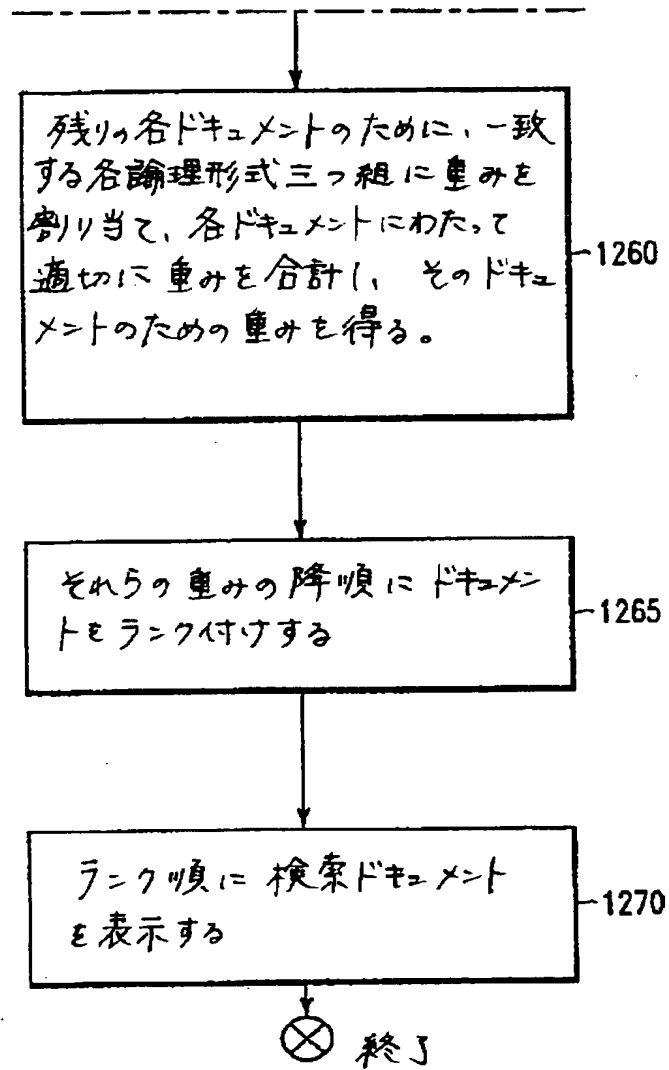 残りの各ドキュメントのために、一致
する各論理形式三つ組に重みを
割り当て、各ドキュメントにわたって
適切に重みを合計し、そのドキュ
メントのための重みを得る。
1260
それらの重みの降順にドキュメン
トをランク付けする
1265
ランク順に検索ドキュメント
を表示する
1270
終了